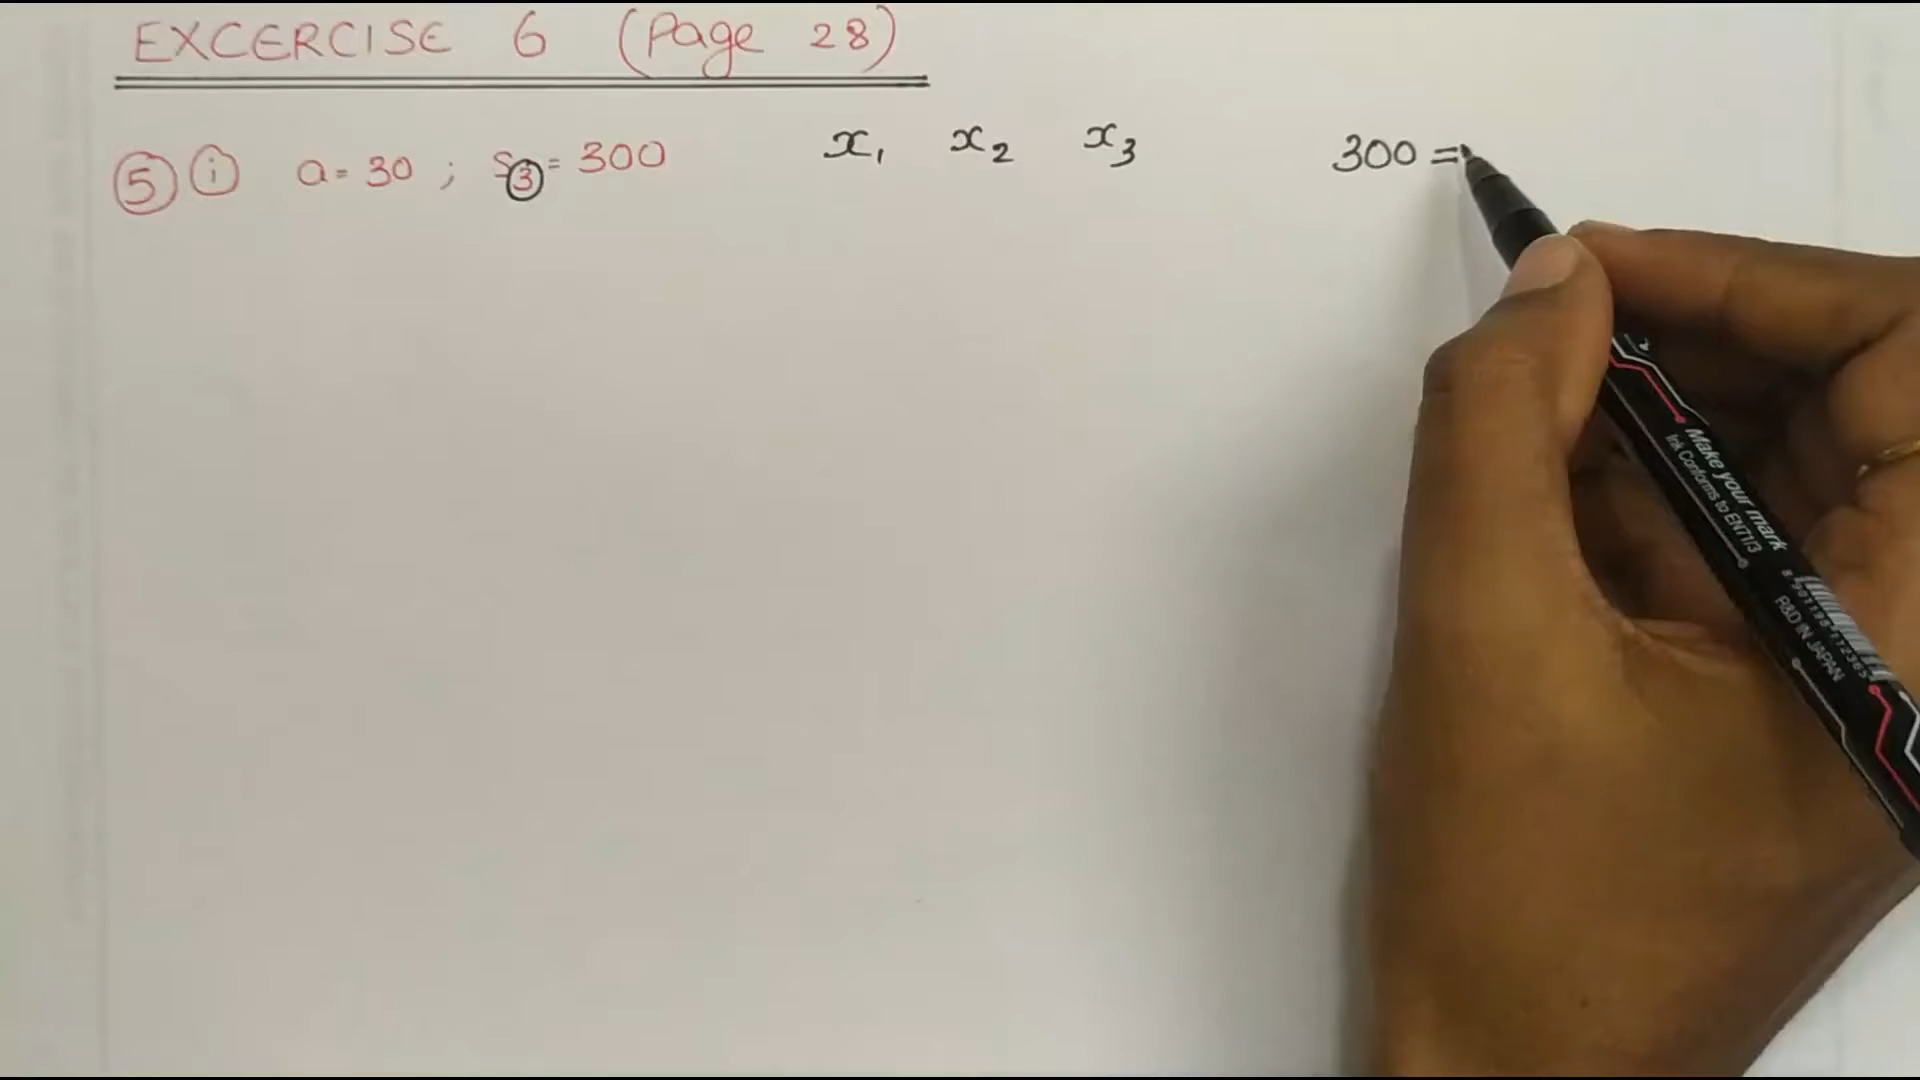 EXCERCISE 6 (Page 28)
5 i a = 30 ; S3 = 300 x1 x2 x3 300 =
Make your mark
Ink Conforms to EN71/3
R&D IN JAPAN